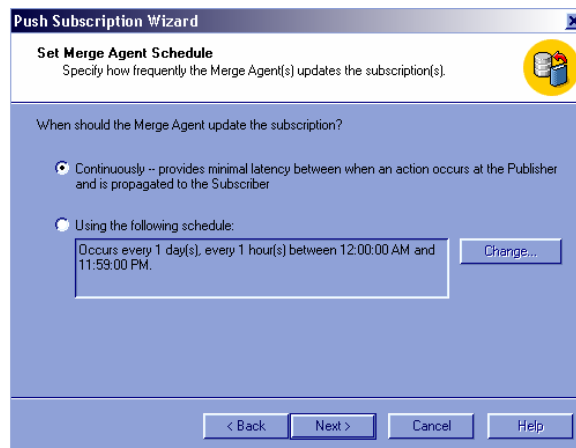 Push Subscription Wizard
Set Merge Agent Schedule
Specify how frequently the Merge Agent(s) updates the subscription(s).
When should the Merge Agent update the subscription?
Continuously -- provides minimal latency between when an action occurs at the Publisher
and is propagated to the Subscriber
Using the following schedule:
Occurs every 1 day(s), every 1 hour(s) between 12:00:00 AM and
11:59:00 PM.
Change...
< Back
Next >
Cancel
Help